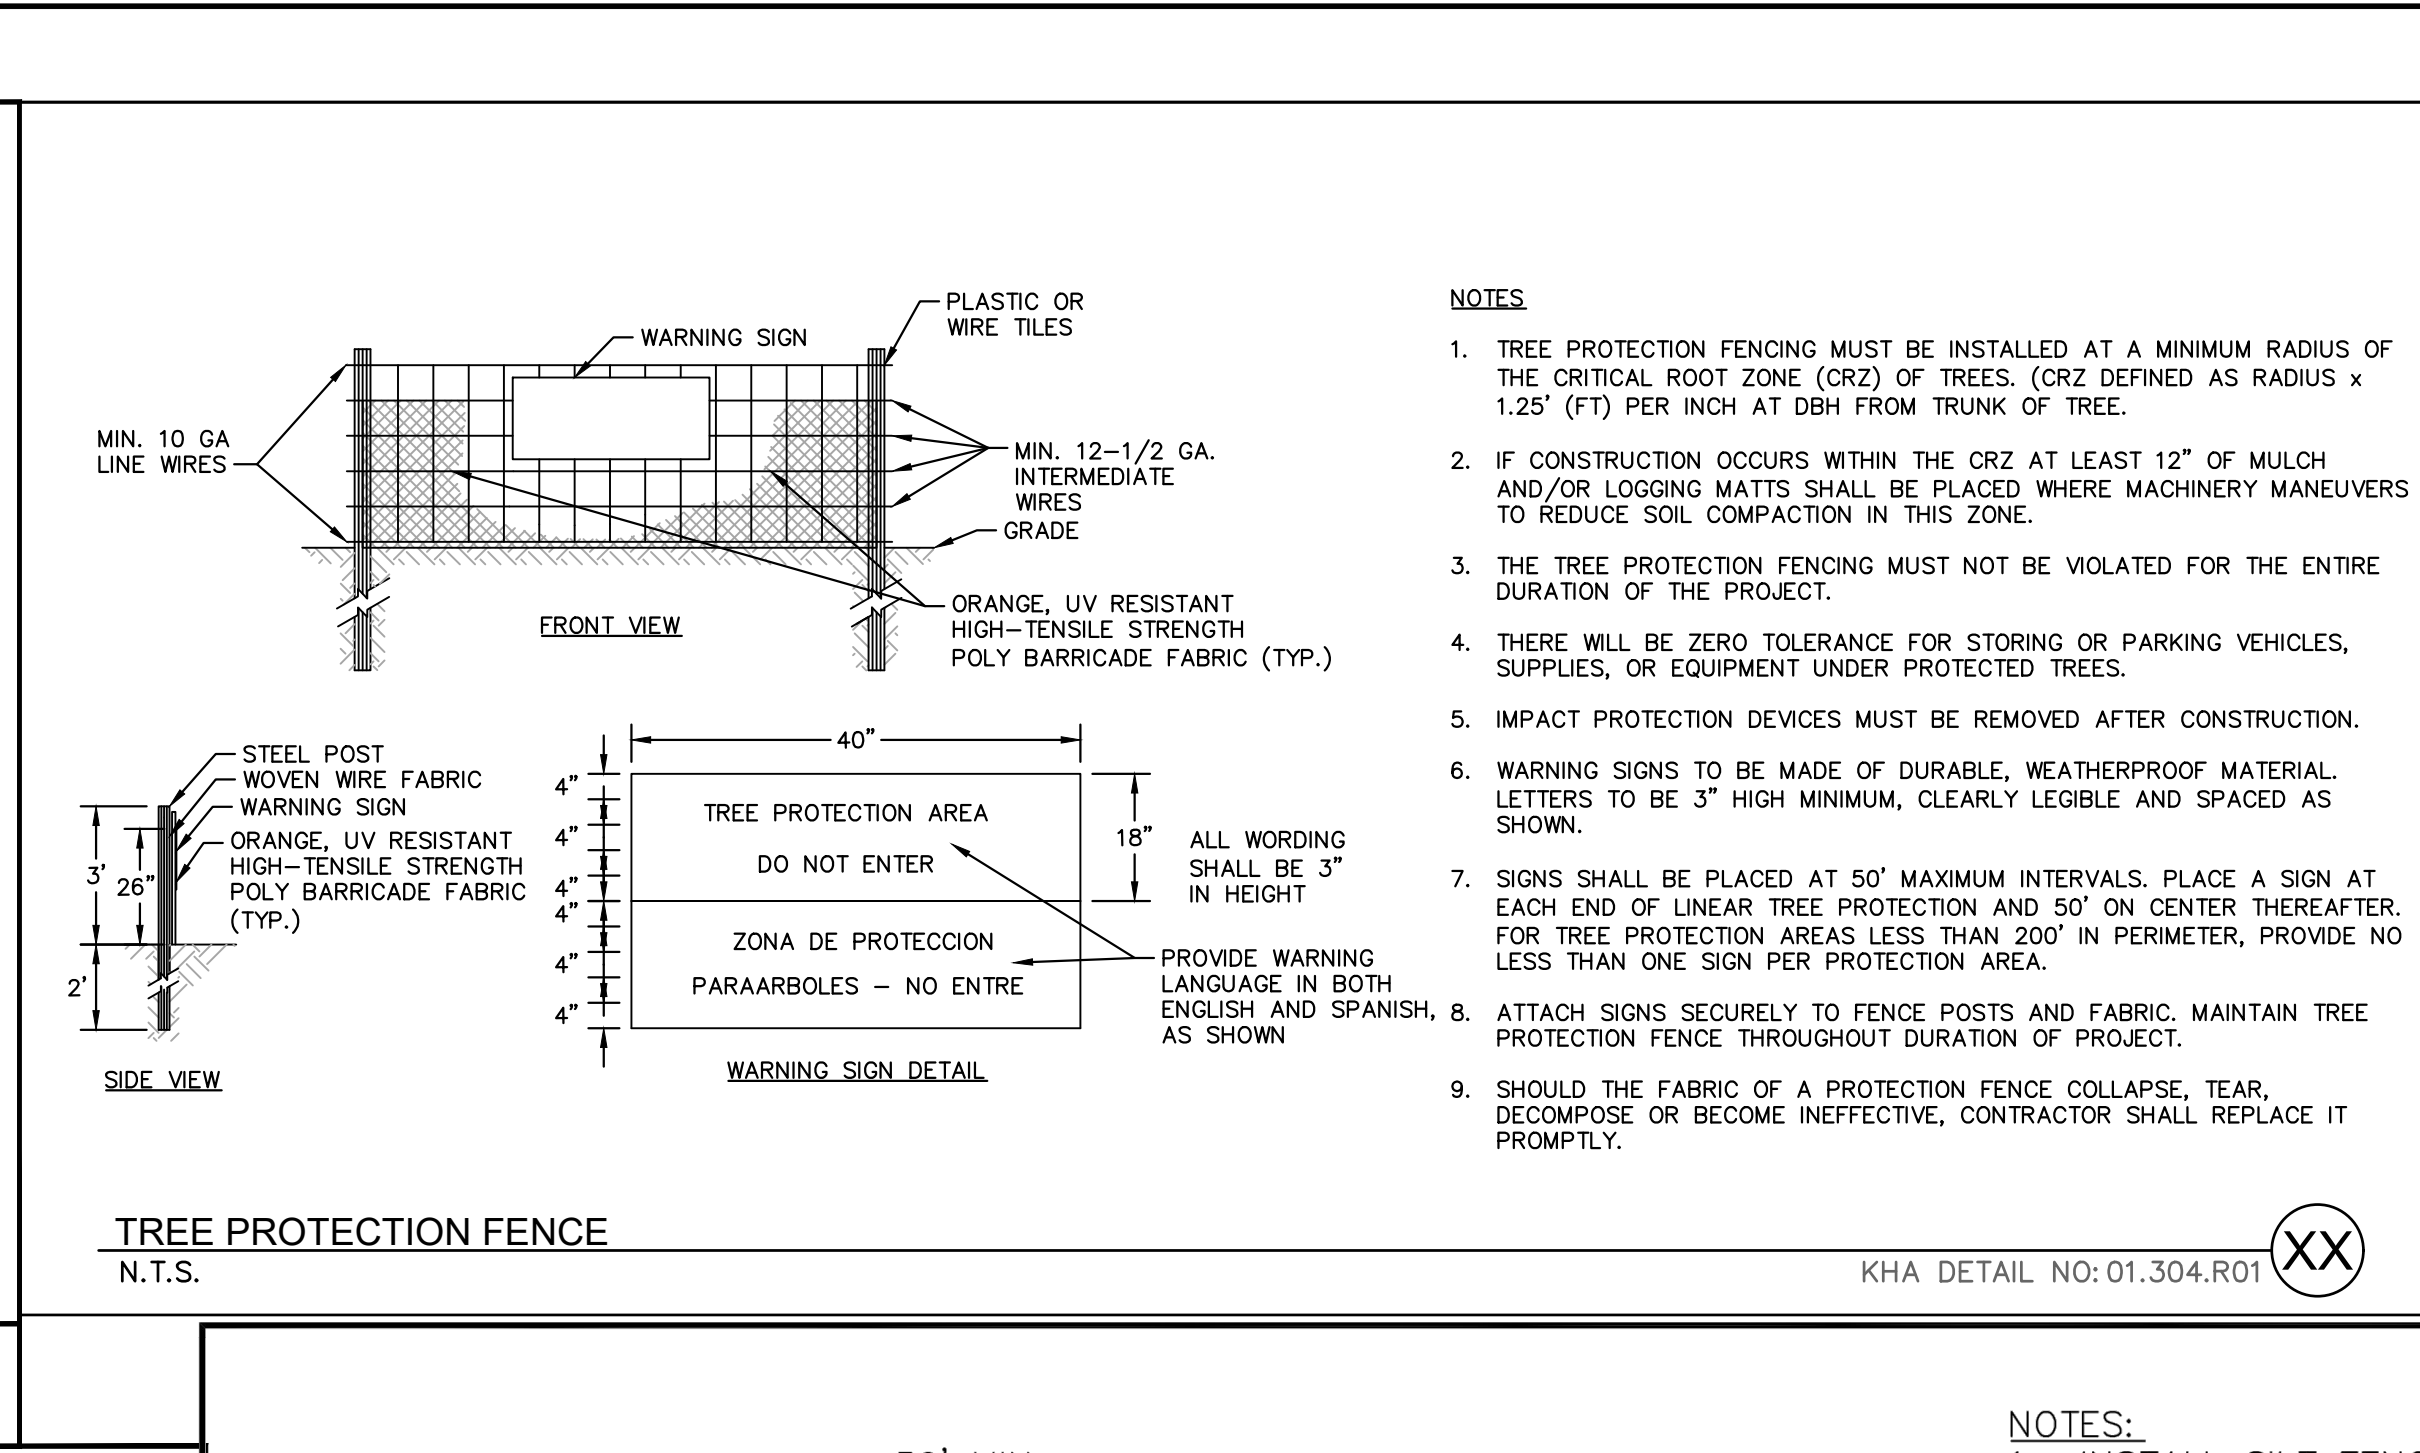 PLASTIC OR
WIRE TILES
WARNING SIGN
MIN. 10 GA
LINE WIRES
MIN. 12-1/2 GA.
INTERMEDIATE
WIRES
GRADE
ORANGE, UV RESISTANT
HIGH-TENSILE STRENGTH
POLY BARRICADE FABRIC (TYP.)
FRONT VIEW
STEEL POST
WOVEN WIRE FABRIC
WARNING SIGN
ORANGE, UV RESISTANT
HIGH-TENSILE STRENGTH
POLY BARRICADE FABRIC
(TYP.)
3'
26"
2'
SIDE VIEW
40"
4"
4"
4"
4"
4"
4"
TREE PROTECTION AREA
DO NOT ENTER
ZONA DE PROTECCION
PARAARBOLES - NO ENTRE
18"
ALL WORDING
SHALL BE 3"
IN HEIGHT
PROVIDE WARNING
LANGUAGE IN BOTH
ENGLISH AND SPANISH,
AS SHOWN
WARNING SIGN DETAIL
NOTES
1. TREE PROTECTION FENCING MUST BE INSTALLED AT A MINIMUM RADIUS OF
THE CRITICAL ROOT ZONE (CRZ) OF TREES. (CRZ DEFINED AS RADIUS x
1.25' (FT) PER INCH AT DBH FROM TRUNK OF TREE.
2. IF CONSTRUCTION OCCURS WITHIN THE CRZ AT LEAST 12" OF MULCH
AND/OR LOGGING MATTS SHALL BE PLACED WHERE MACHINERY MANEUVERS
TO REDUCE SOIL COMPACTION IN THIS ZONE.
3. THE TREE PROTECTION FENCING MUST NOT BE VIOLATED FOR THE ENTIRE
DURATION OF THE PROJECT.
4. THERE WILL BE ZERO TOLERANCE FOR STORING OR PARKING VEHICLES,
SUPPLIES, OR EQUIPMENT UNDER PROTECTED TREES.
5. IMPACT PROTECTION DEVICES MUST BE REMOVED AFTER CONSTRUCTION.
6. WARNING SIGNS TO BE MADE OF DURABLE, WEATHERPROOF MATERIAL.
LETTERS TO BE 3" HIGH MINIMUM, CLEARLY LEGIBLE AND SPACED AS
SHOWN.
7. SIGNS SHALL BE PLACED AT 50' MAXIMUM INTERVALS. PLACE A SIGN AT
EACH END OF LINEAR TREE PROTECTION AND 50' ON CENTER THEREAFTER.
FOR TREE PROTECTION AREAS LESS THAN 200' IN PERIMETER, PROVIDE NO
LESS THAN ONE SIGN PER PROTECTION AREA.
8. ATTACH SIGNS SECURELY TO FENCE POSTS AND FABRIC. MAINTAIN TREE
PROTECTION FENCE THROUGHOUT DURATION OF PROJECT.
9. SHOULD THE FABRIC OF A PROTECTION FENCE COLLAPSE, TEAR,
DECOMPOSE OR BECOME INEFFECTIVE, CONTRACTOR SHALL REPLACE IT
PROMPTLY.
TREE PROTECTION FENCE
N.T.S.
KHA DETAIL NO: 01.304.R01
XX
NOTES: